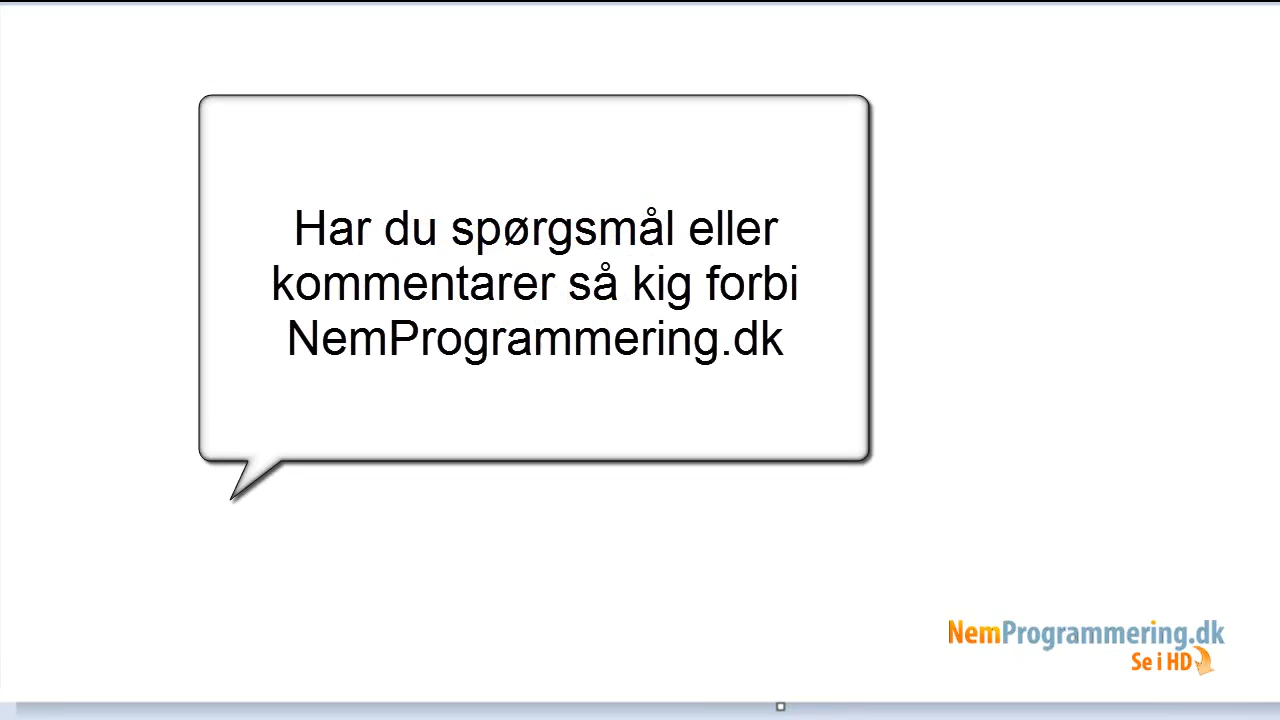 Har du spørgsmål eller
kommentarer så kig forbi
NemProgrammering.dk
NemProgrammering.dk
Se i HD